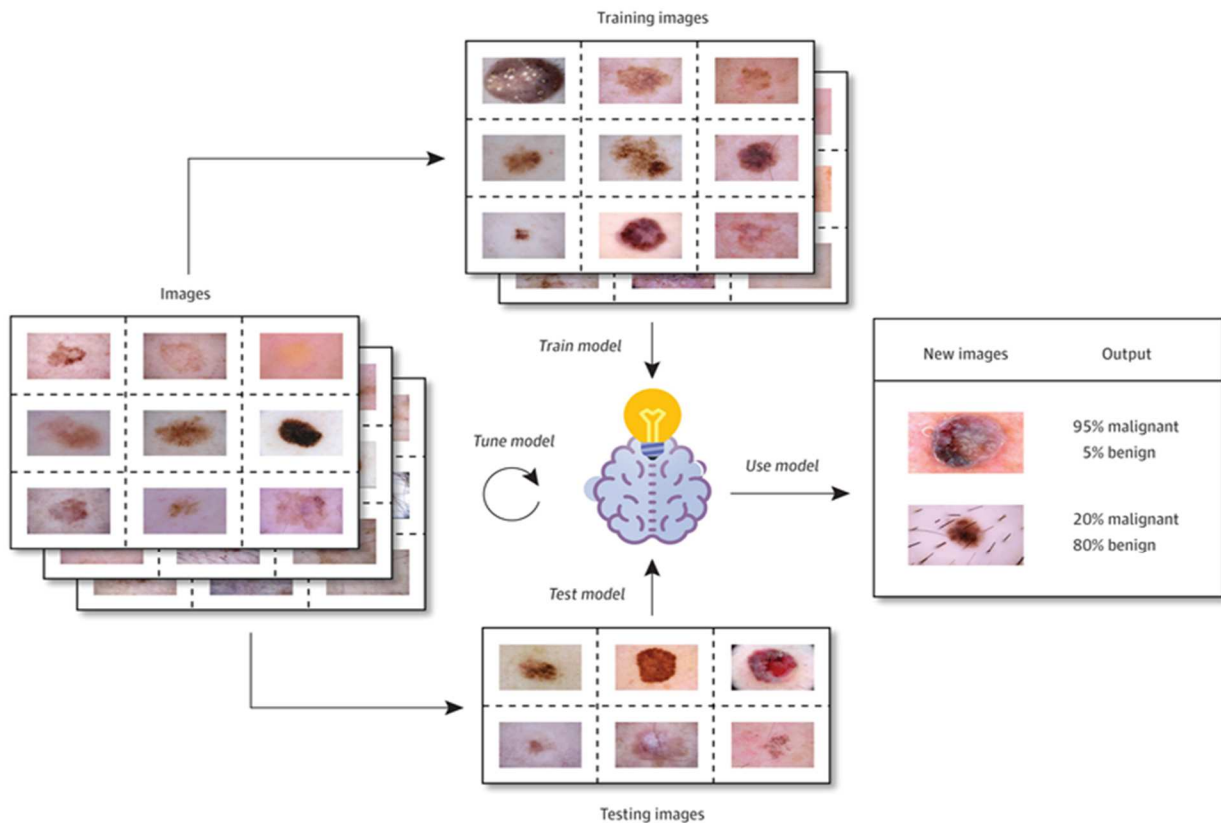 Training images
Images
Train model
Tune model
Use model
Test model
Testing images
New images
Output
95% malignant
5% benign
20% malignant
80% benign